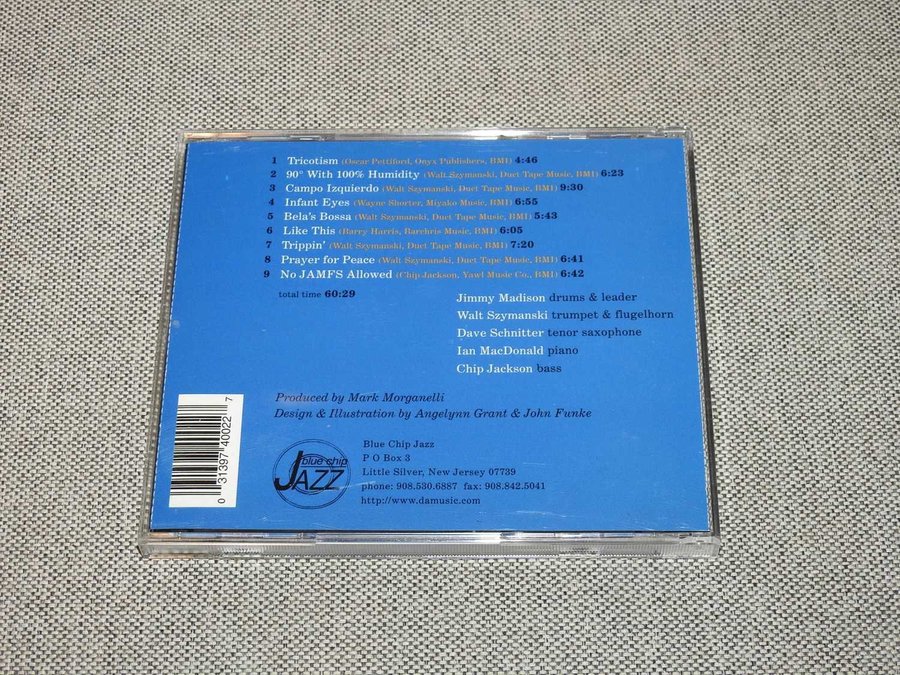 1 Tricotism (Oscar Pettiford, Onyx Publishers, BMI) 4:46
2 90° With 100% Humidity (Walt Szymanski, Duct Tape Music, BMI) 6:23
3 Campo Izquierdo (Walt Szymanski, Duct Tape Music, BMI) 9:30
4 Infant Eyes (Wayne Shorter, Miyako Music, BMI) 6:55
5 Bela's Bossa (Walt Szymanski, Duct Tape Music, BMI) 5:43
6 Like This (Barry Harris, Barchris Music, BMI) 6:05
7 Trippin' (Walt Szymanski, Duct Tape Music, BMI) 7:20
8 Prayer for Peace (Walt Szymanski, Duct Tape Music, BMI) 6:41
9 No JAMFS Allowed (Chip Jackson, Yawl Music Co., BMI) 6:42
total time 60:29
Jimmy Madison drums & leader
Walt Szymanski trumpet & flugelhorn
Dave Schnitter tenor saxophone
Ian MacDonald piano
Chip Jackson bass
Produced by Mark Morganelli
Design & Illustration by Angelynn Grant & John Funke
0 31397 40022 7
blue chip
JAZZ
Blue Chip Jazz
P O Box 3
Little Silver, New Jersey 07739
phone: 908.530.6887 fax: 908.842.5041
http://www.damusic.com